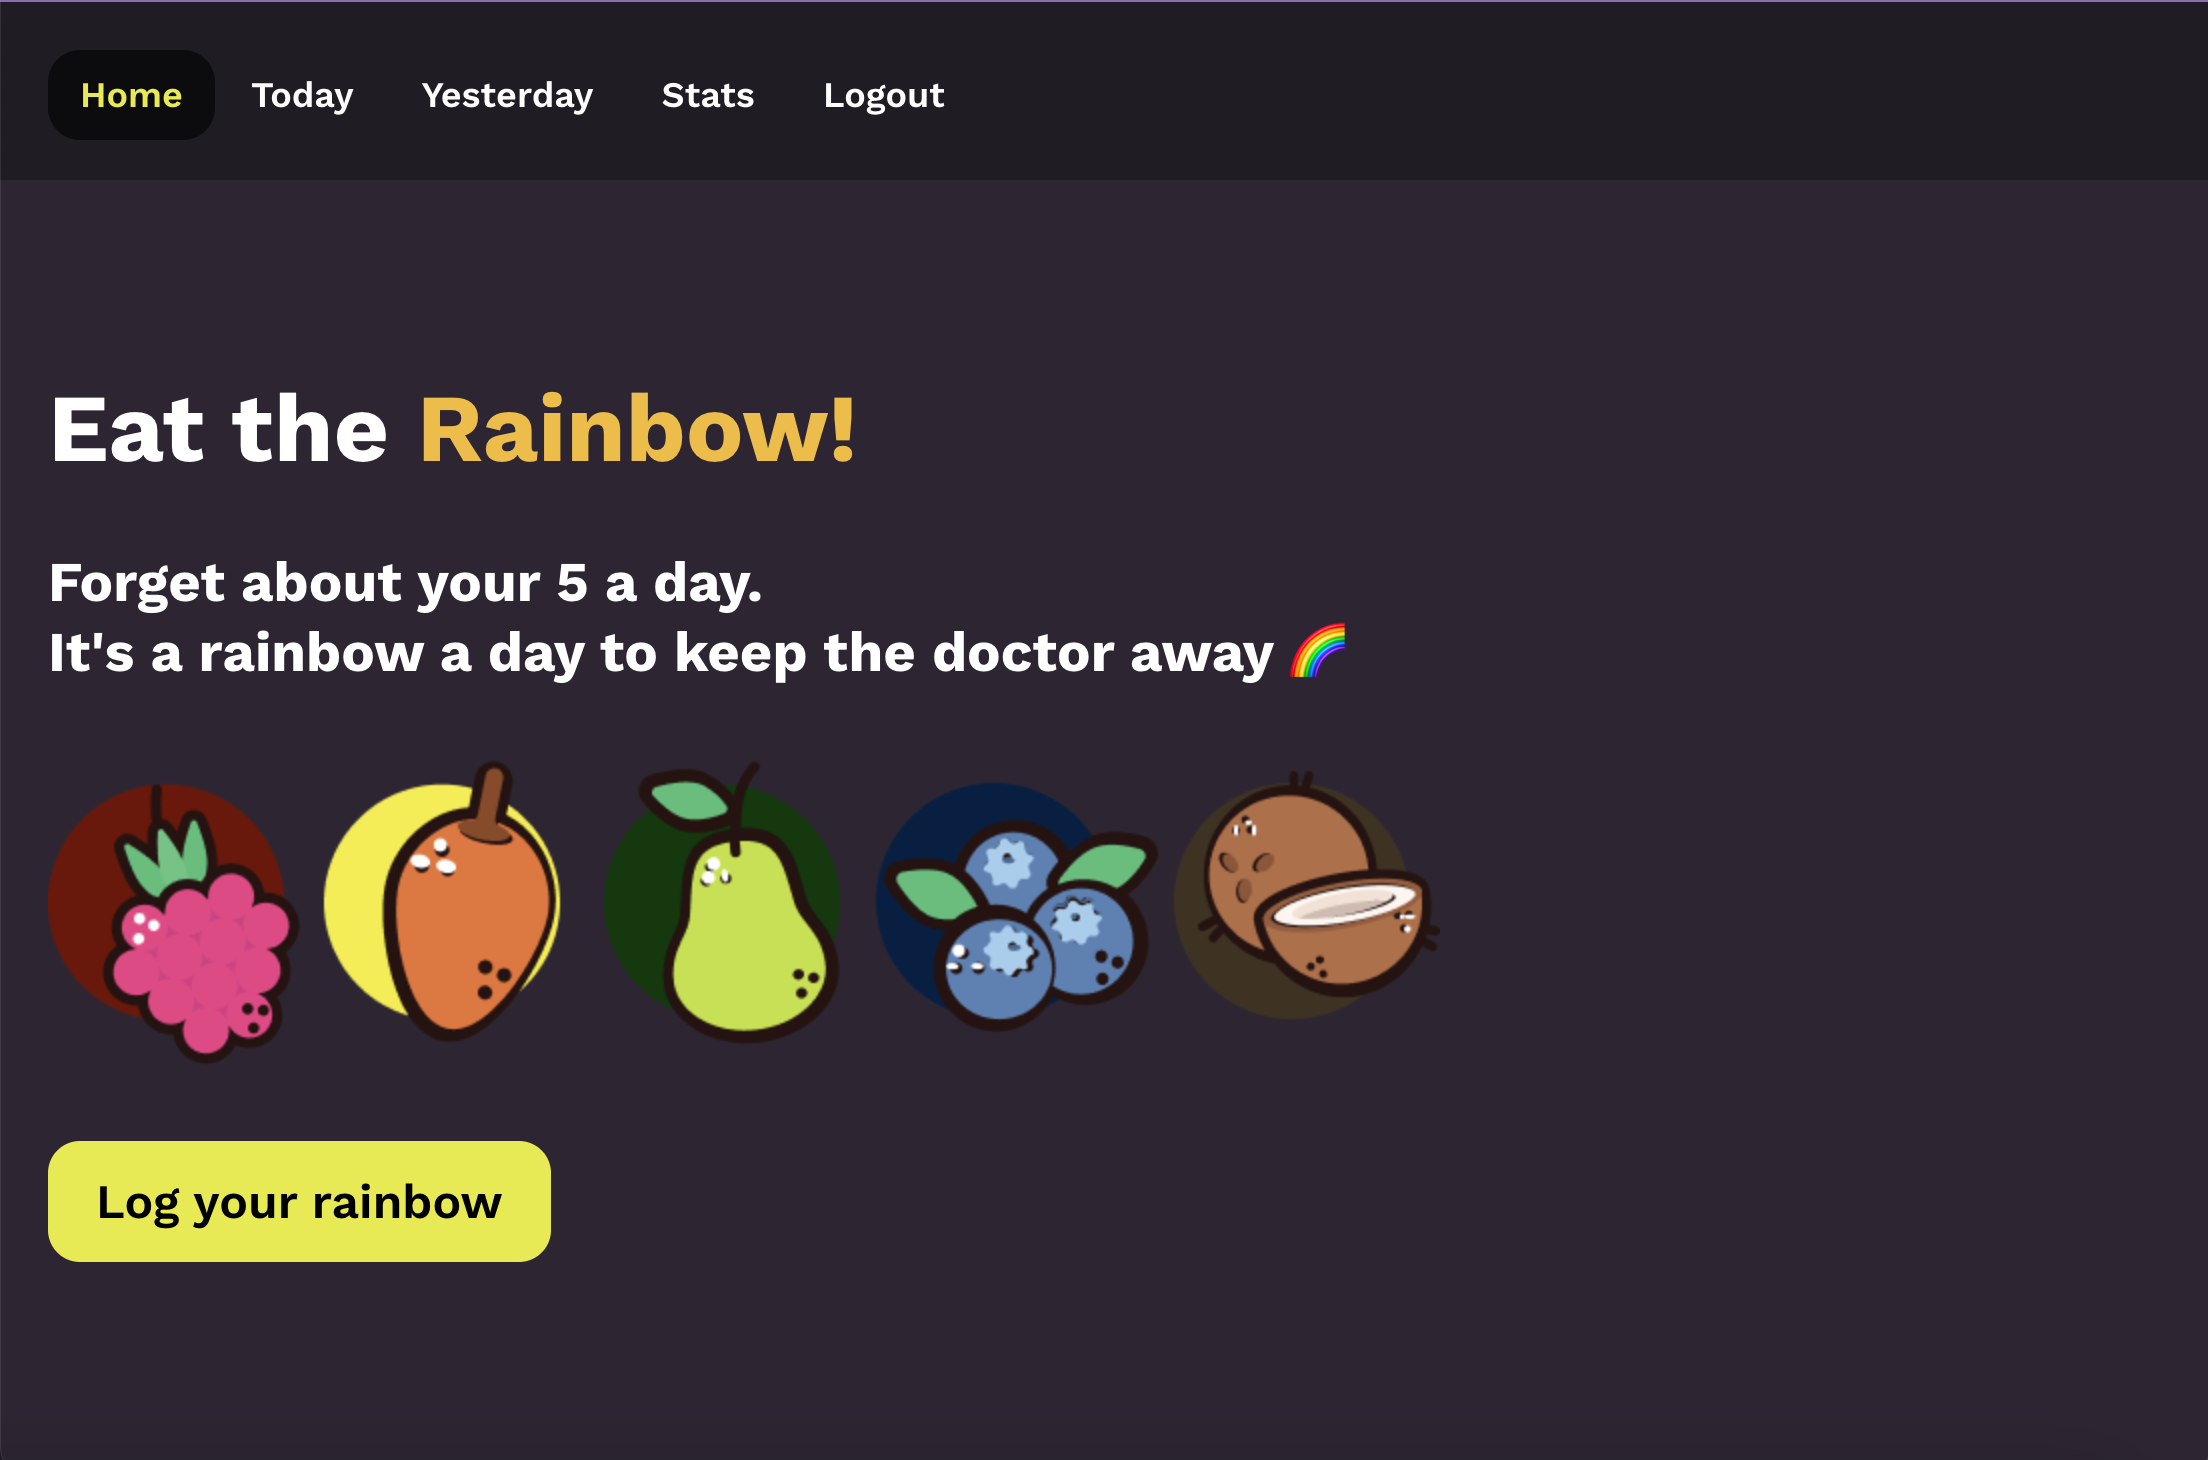 Home Today Yesterday Stats Logout
Eat the Rainbow!
Forget about your 5 a day.
It's a rainbow a day to keep the doctor away 🌈
Log your rainbow